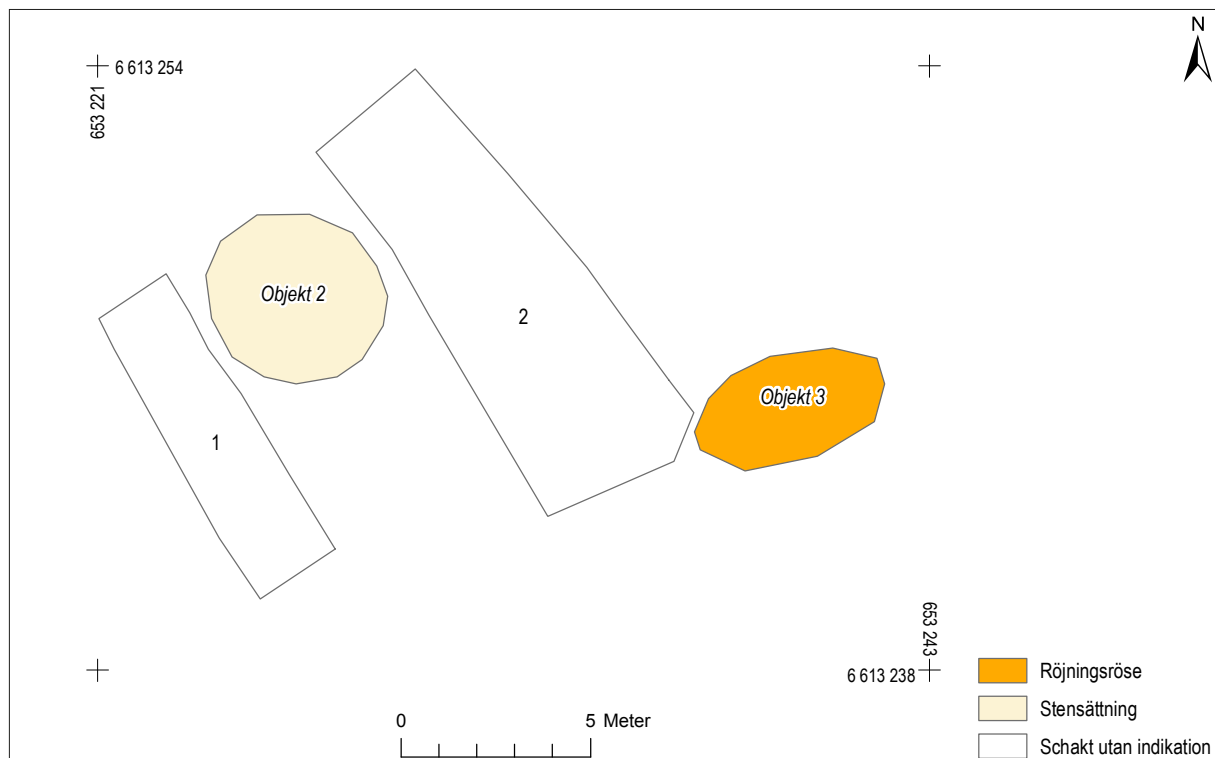 N
6 613 254
653 221
Objekt 2
2
Objekt 3
1
653 243
6 613 238
Röjningsröse
Stensättning
Schakt utan indikation
0 5 Meter